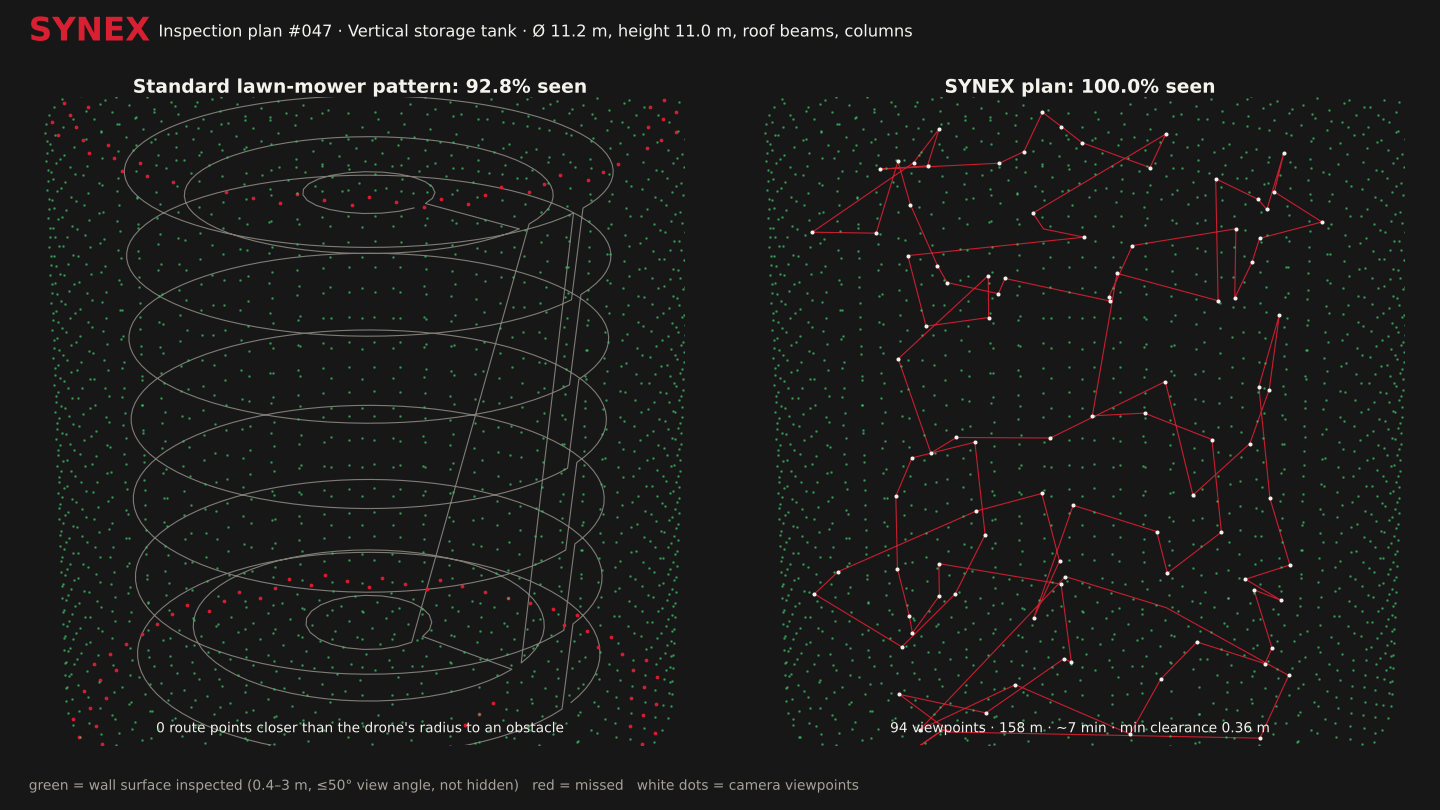 SYNEX Inspection plan #047 · Vertical storage tank · Ø 11.2 m, height 11.0 m, roof beams, columns
Standard lawn-mower pattern: 92.8% seen
SYNEX plan: 100.0% seen
0 route points closer than the drone's radius to an obstacle
94 viewpoints · 158 m · ~7 min · min clearance 0.36 m
green = wall surface inspected (0.4–3 m, ≤50° view angle, not hidden) red = missed white dots = camera viewpoints